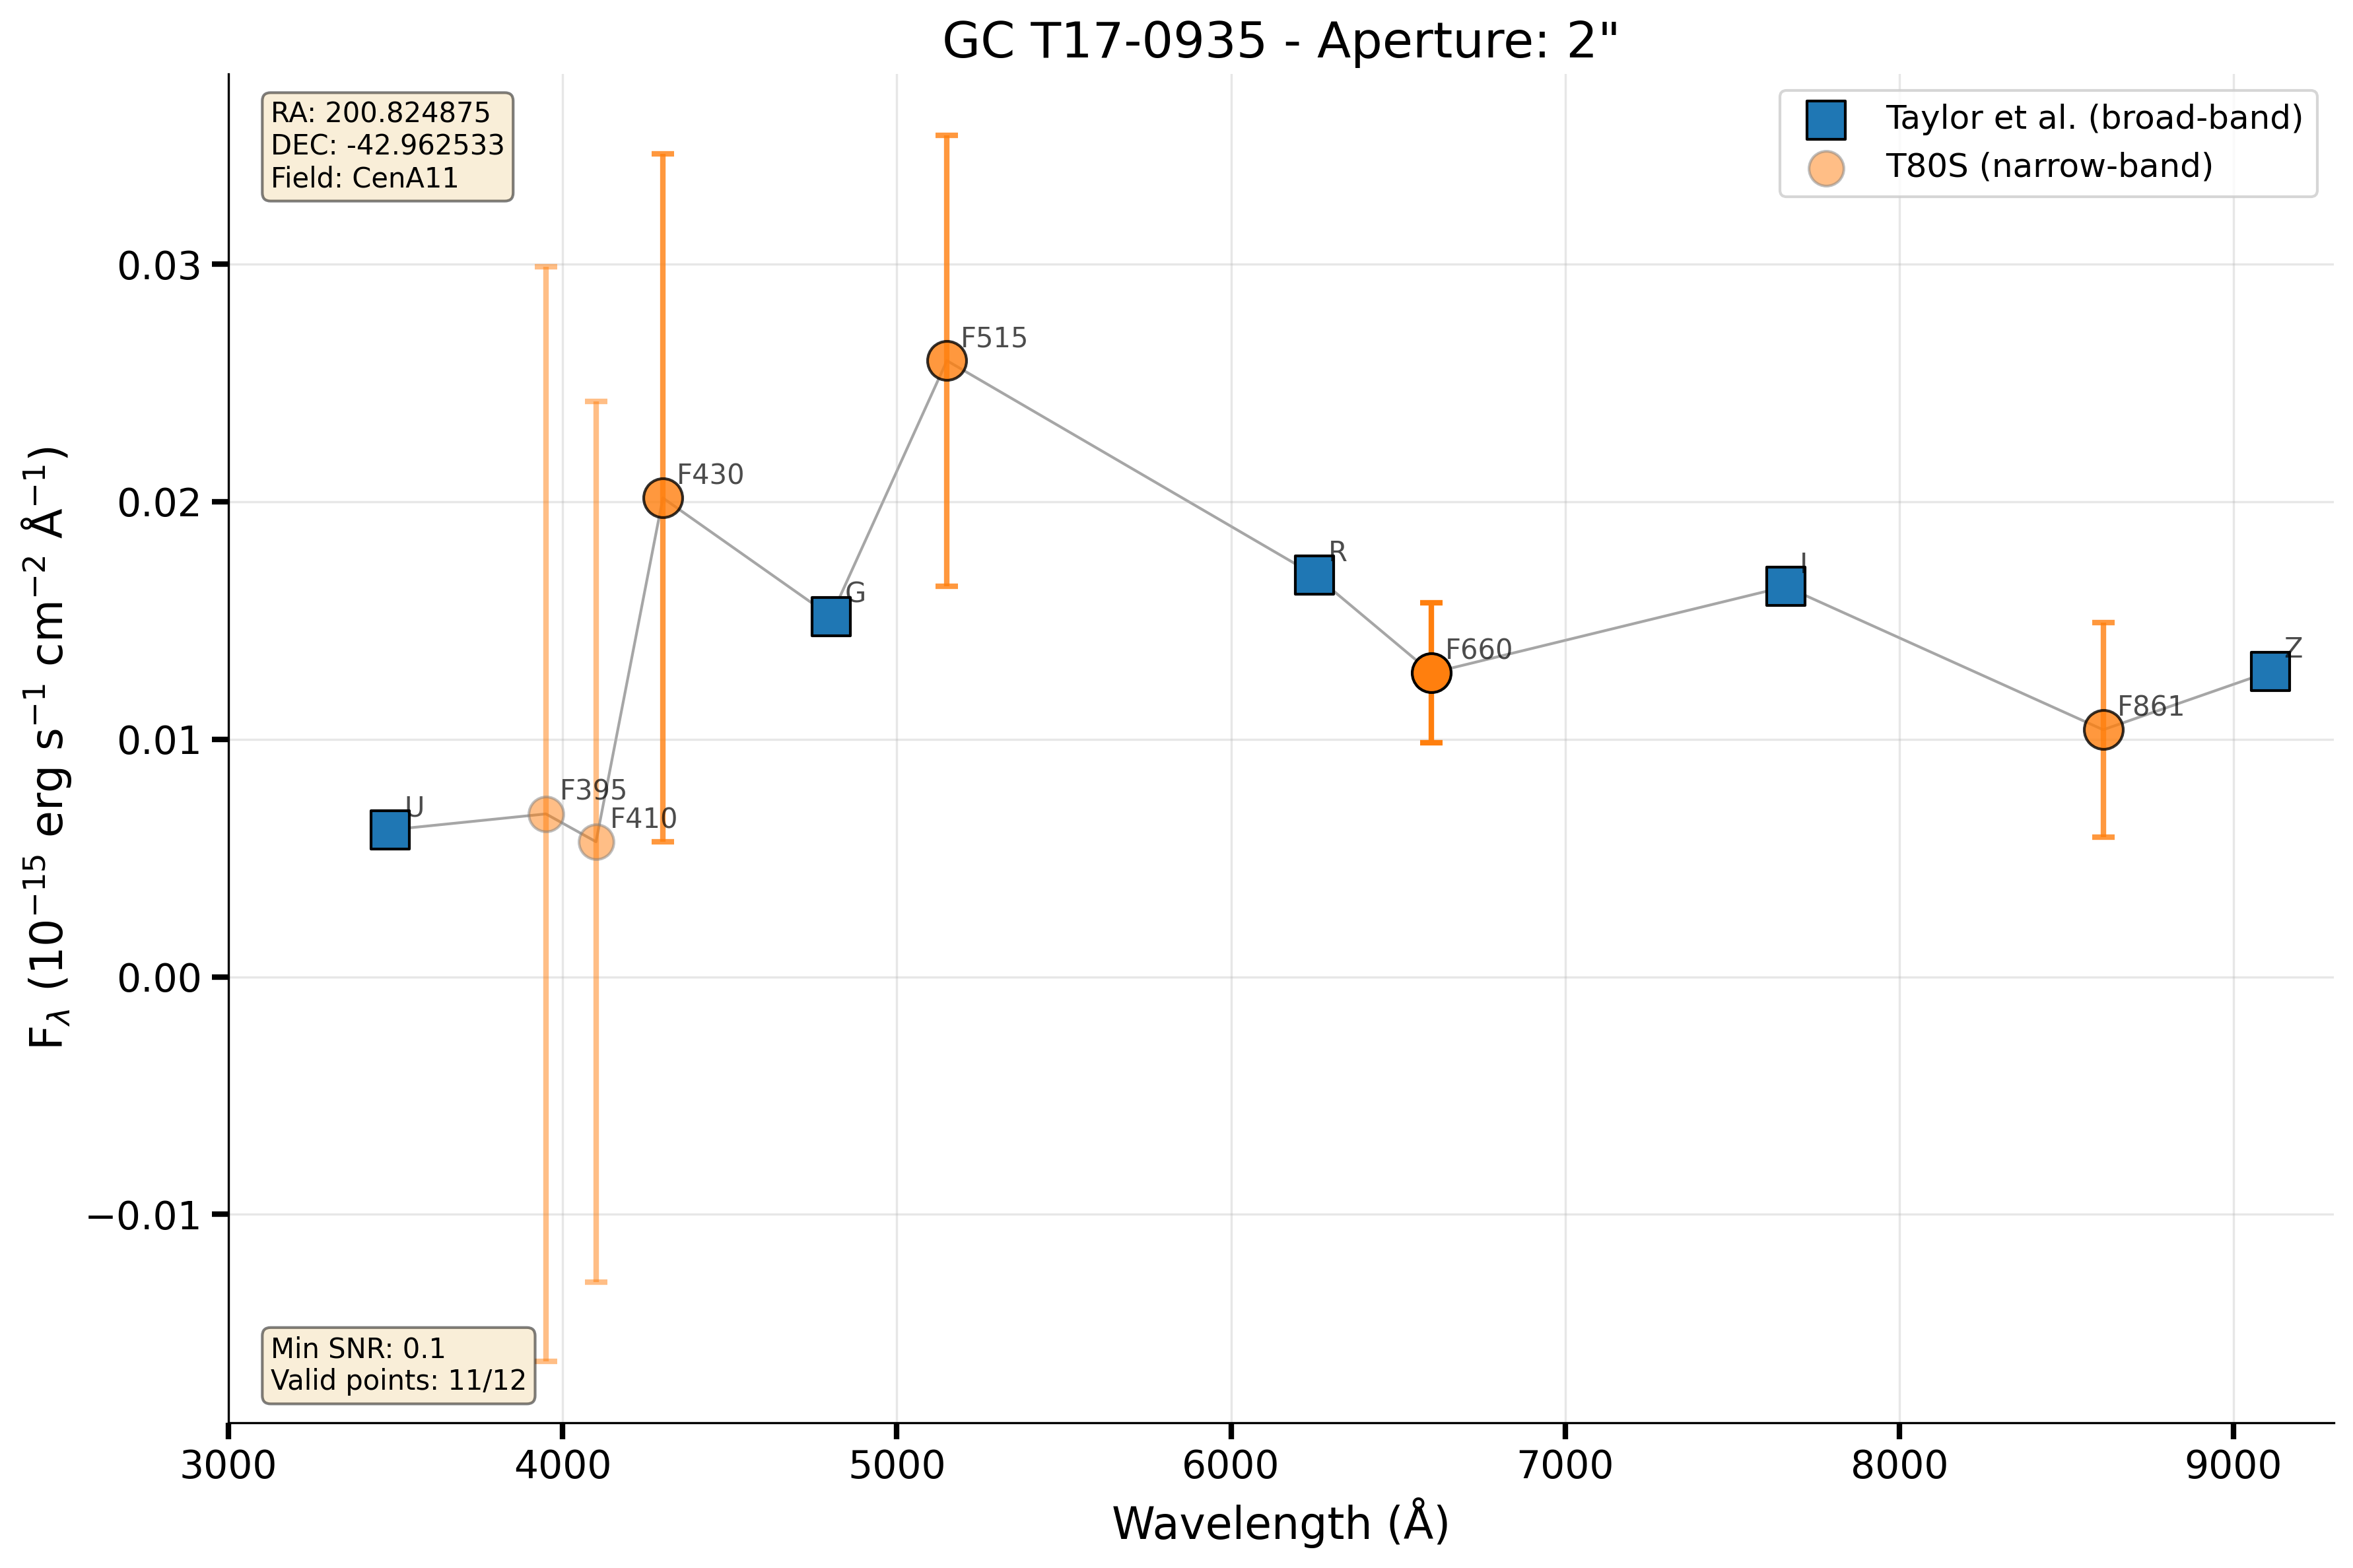 GC T17-0935 - Aperture: 2"
RA: 200.824875
DEC: -42.962533
Field: CenA11
Taylor et al. (broad-band)
T80S (narrow-band)
F515
F430
G
R
I
F660
Z
F861
U
F395
F410
0.03
0.02
0.01
0.00
−0.01
F_λ (10⁻¹⁵ erg s⁻¹ cm⁻² Å⁻¹)
Min SNR: 0.1
Valid points: 11/12
3000 4000 5000 6000 7000 8000 9000
Wavelength (Å)